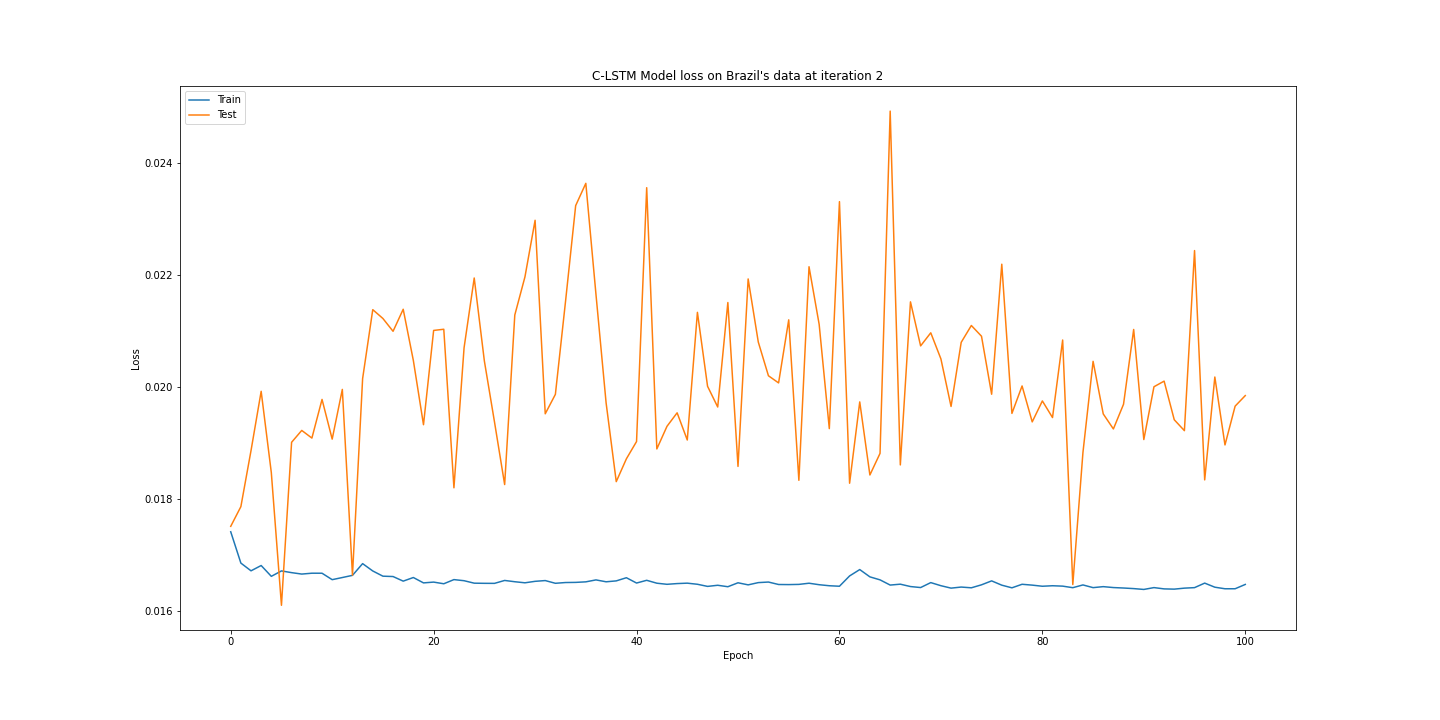 C-LSTM Model loss on Brazil's data at iteration 2
Train
Test
0.024
0.022
0.020
0.018
0.016
Loss
0 20 40 60 80 100
Epoch